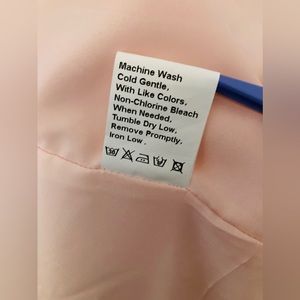 Machine Wash
Cold Gentle,
With Like Colors,
Non-Chlorine Bleach
When Needed,
Tumble Dry Low,
Remove Promptly,
Iron Low .